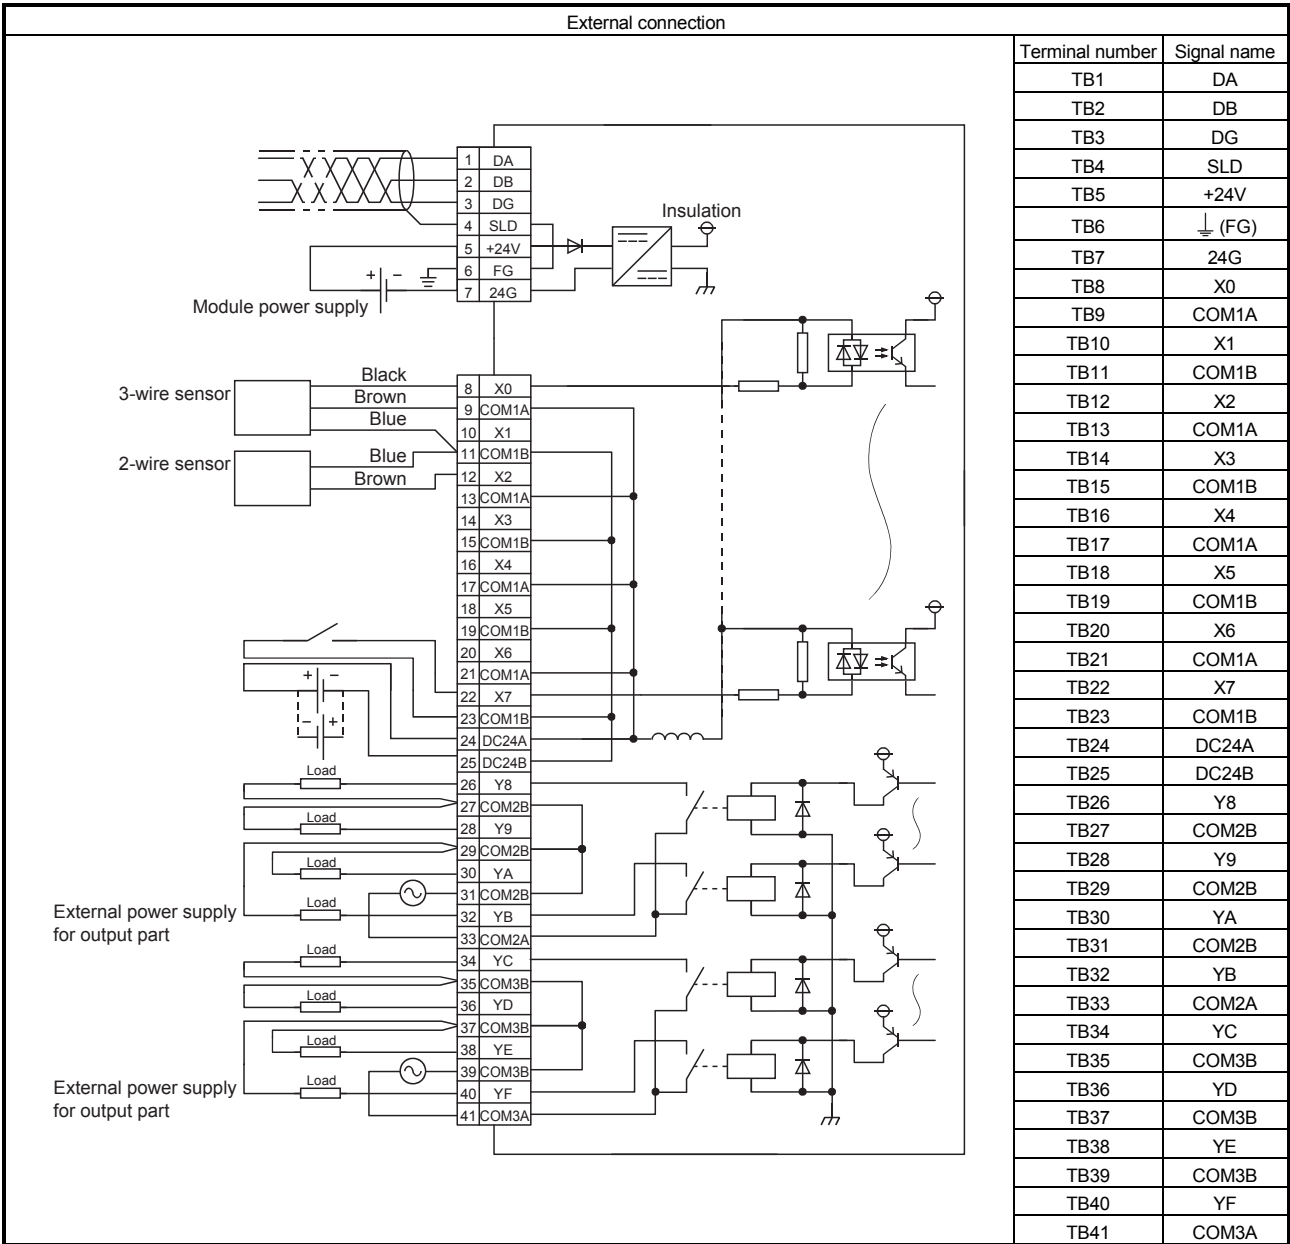 External connection
1 DA
2 DB
3 DG
4 SLD
5 +24V
6 FG
7 24G
Insulation
+ −
Module power supply
3-wire sensor
Black
Brown
Blue
2-wire sensor
Blue
Brown
8 X0
9 COM1A
10 X1
11 COM1B
12 X2
13 COM1A
14 X3
15 COM1B
16 X4
17 COM1A
18 X5
19 COM1B
20 X6
21 COM1A
22 X7
23 COM1B
24 DC24A
25 DC24B
+ −
− +
Load
26 Y8
27 COM2B
Load
28 Y9
29 COM2B
Load
30 YA
31 COM2B
Load
32 YB
33 COM2A
External power supply
for output part
Load
34 YC
35 COM3B
Load
36 YD
37 COM3B
Load
38 YE
39 COM3B
Load
40 YF
41 COM3A
External power supply
for output part
Terminal number Signal name
TB1 DA
TB2 DB
TB3 DG
TB4 SLD
TB5 +24V
TB6 ⏚ (FG)
TB7 24G
TB8 X0
TB9 COM1A
TB10 X1
TB11 COM1B
TB12 X2
TB13 COM1A
TB14 X3
TB15 COM1B
TB16 X4
TB17 COM1A
TB18 X5
TB19 COM1B
TB20 X6
TB21 COM1A
TB22 X7
TB23 COM1B
TB24 DC24A
TB25 DC24B
TB26 Y8
TB27 COM2B
TB28 Y9
TB29 COM2B
TB30 YA
TB31 COM2B
TB32 YB
TB33 COM2A
TB34 YC
TB35 COM3B
TB36 YD
TB37 COM3B
TB38 YE
TB39 COM3B
TB40 YF
TB41 COM3A